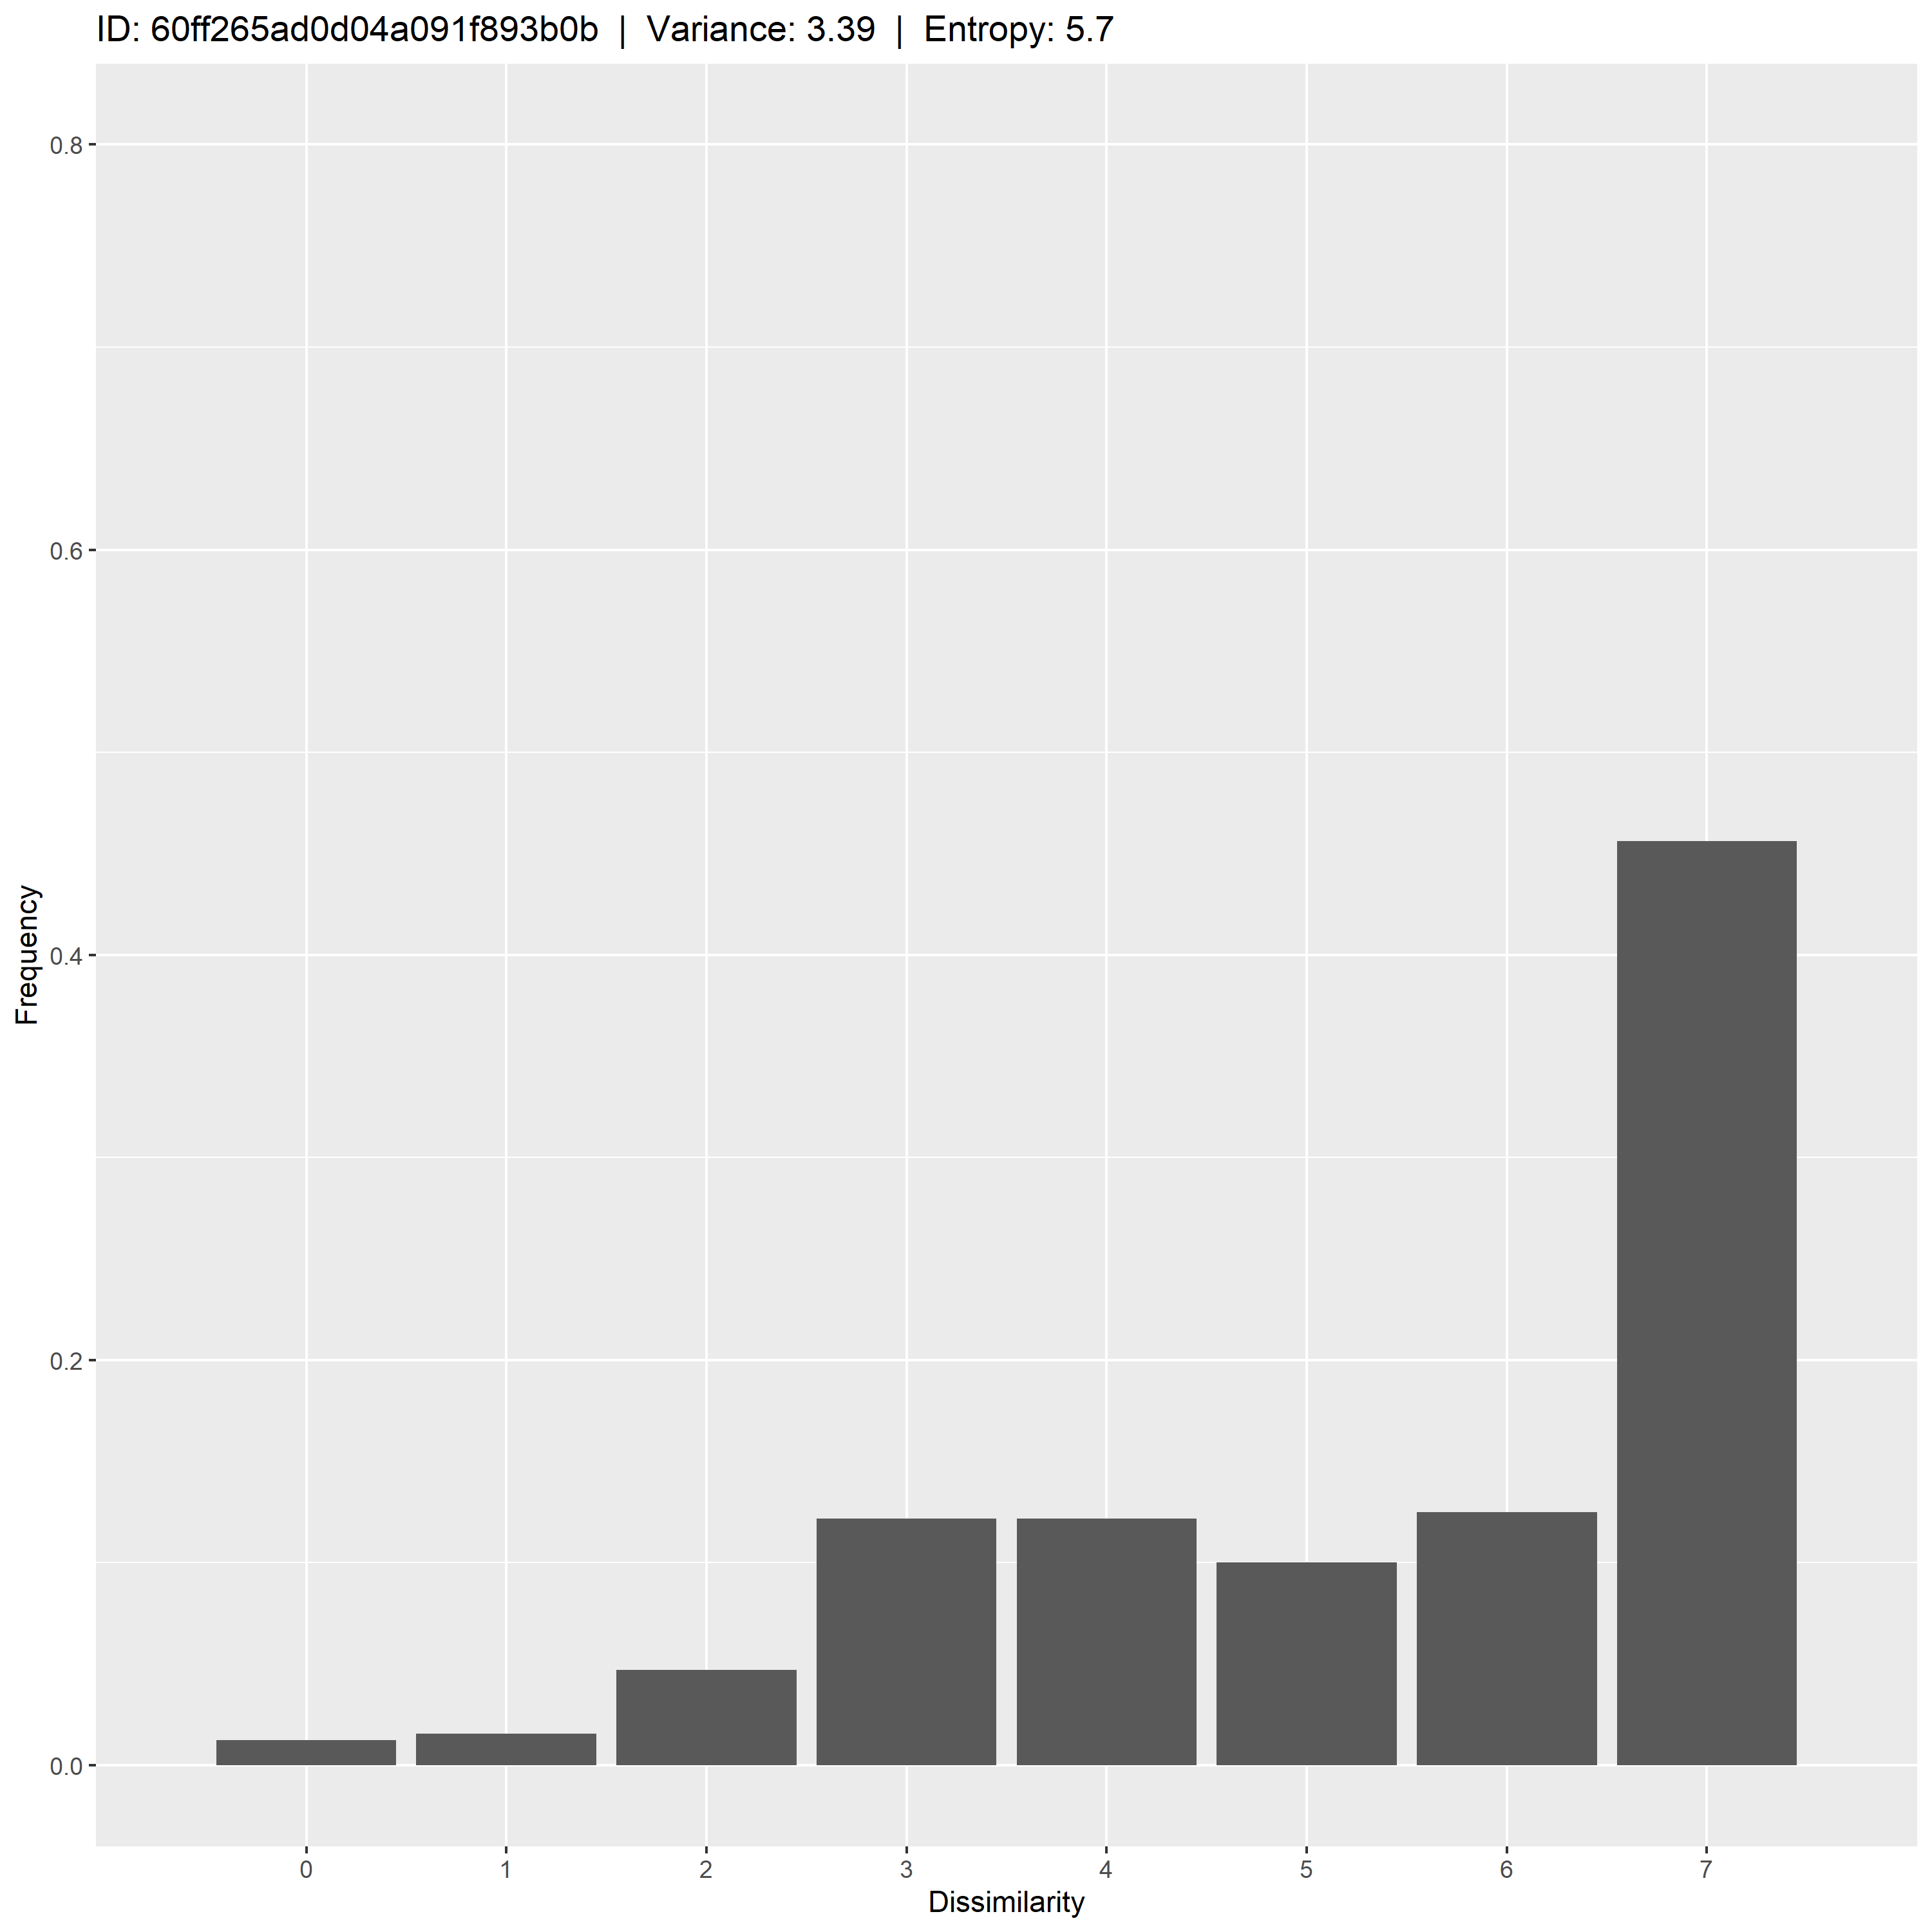 ID: 60ff265ad0d04a091f893b0b | Variance: 3.39 | Entropy: 5.7
0.8
0.6
0.4
0.2
0.0
Frequency
0 1 2 3 4 5 6 7
Dissimilarity